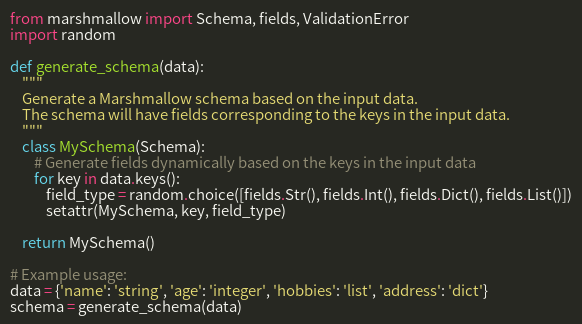 from marshmallow import Schema, fields, ValidationError
import random

def generate_schema(data):
    """
    Generate a Marshmallow schema based on the input data.
    The schema will have fields corresponding to the keys in the input data.
    """
    class MySchema(Schema):
        # Generate fields dynamically based on the keys in the input data
        for key in data.keys():
            field_type = random.choice([fields.Str(), fields.Int(), fields.Dict(), fields.List()])
            setattr(MySchema, key, field_type)

    return MySchema()

# Example usage:
data = {'name': 'string', 'age': 'integer', 'hobbies': 'list', 'address': 'dict'}
schema = generate_schema(data)